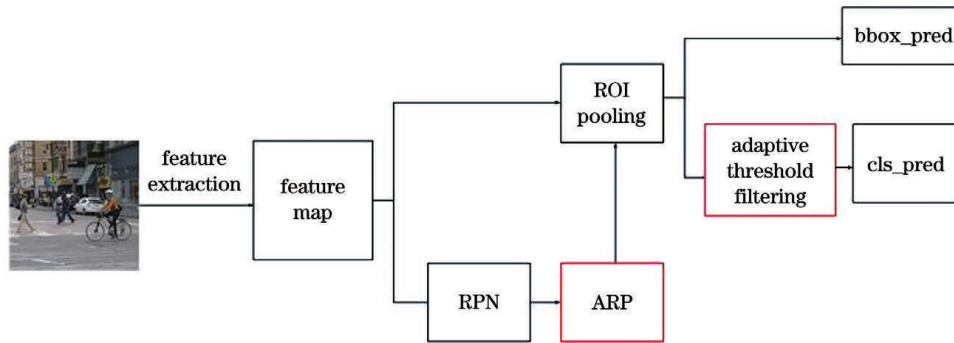 feature
extraction
feature
map
RPN
ARP
ROI
pooling
bbox_pred
adaptive
threshold
filtering
cls_pred